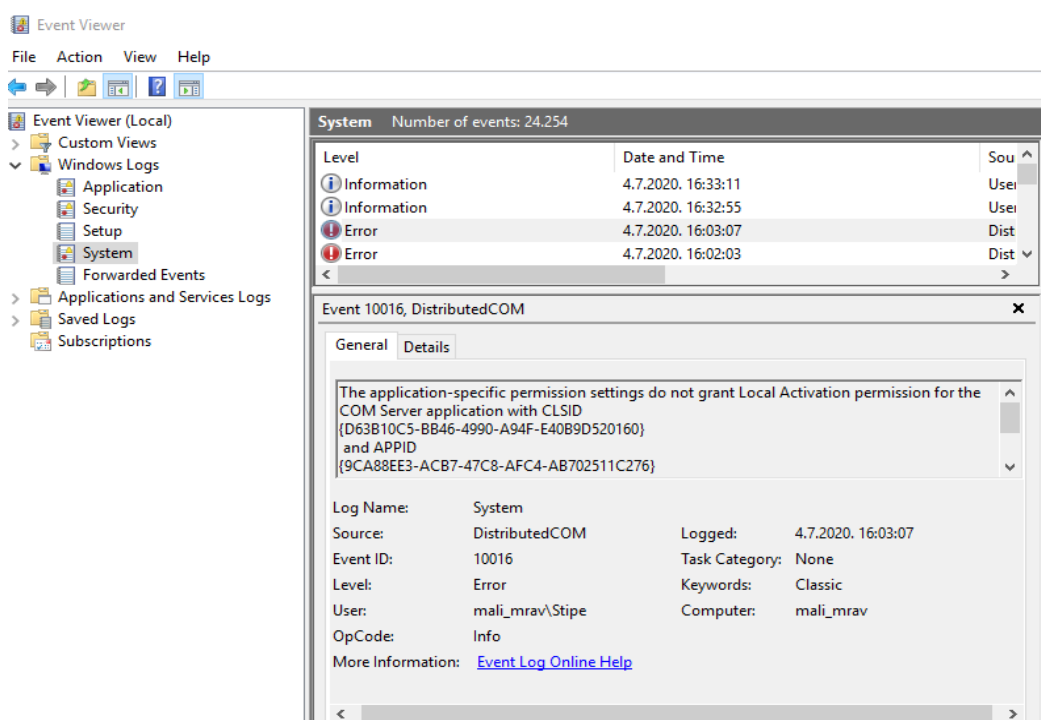 Event Viewer
File Action View Help
Event Viewer (Local)
Custom Views
Windows Logs
Application
Security
Setup
System
Forwarded Events
Applications and Services Logs
Saved Logs
Subscriptions
System Number of events: 24.254
Level Date and Time Sou
Information 4.7.2020. 16:33:11 User
Information 4.7.2020. 16:32:55 User
Error 4.7.2020. 16:03:07 Dist
Error 4.7.2020. 16:02:03 Dist
Event 10016, DistributedCOM
General Details
The application-specific permission settings do not grant Local Activation permission for the
COM Server application with CLSID
{D63B10C5-BB46-4990-A94F-E40B9D520160}
and APPID
{9CA88EE3-ACB7-47C8-AFC4-AB702511C276}
Log Name: System
Source: DistributedCOM Logged: 4.7.2020. 16:03:07
Event ID: 10016 Task Category: None
Level: Error Keywords: Classic
User: mali_mrav\Stipe Computer: mali_mrav
OpCode: Info
More Information: Event Log Online Help